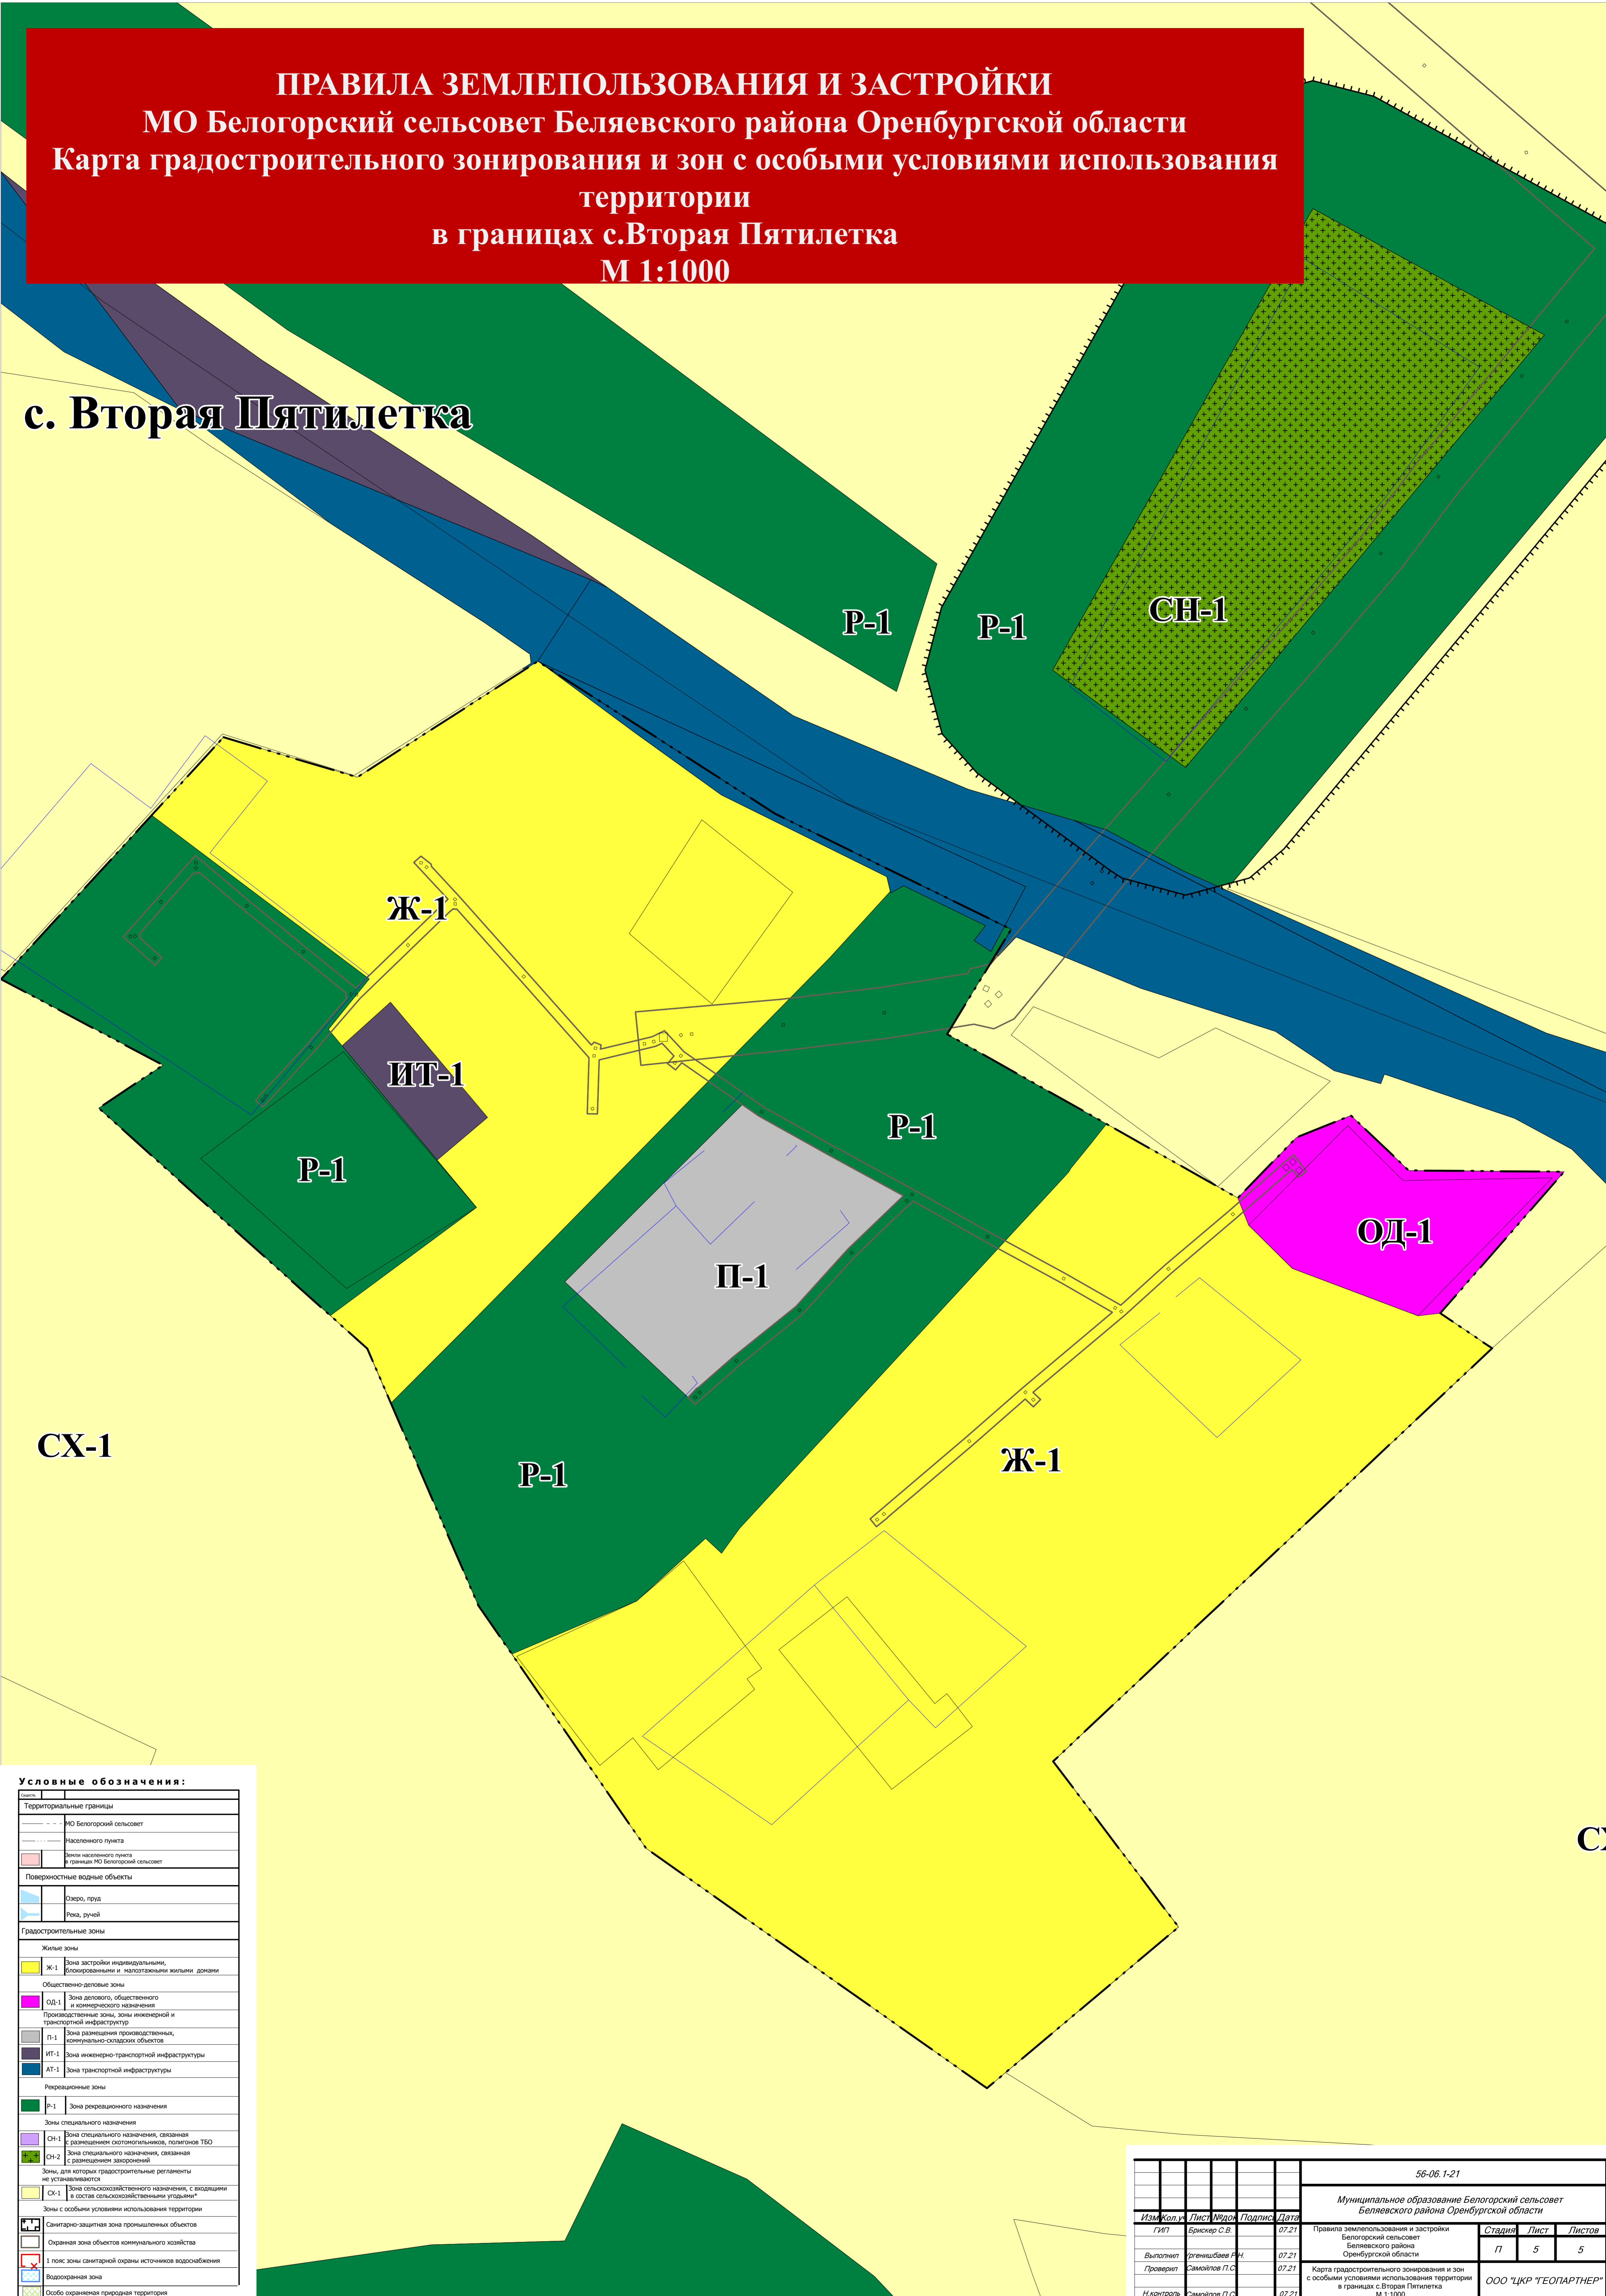 ПРАВИЛА ЗЕМЛЕПОЛЬЗОВАНИЯ И ЗАСТРОЙКИ
МО Белогорский сельсовет Беляевского района Оренбургской области
Карта градостроительного зонирования и зон с особыми условиями использования
территории
в границах с.Вторая Пятилетка
М 1:1000
с. Вторая Пятилетка
Р-1
Р-1
СН-1
Ж-1
ИТ-1
Р-1
Р-1
ОД-1
П-1
СХ-1
Р-1
Ж-1
СХ
Условные обозначения:
Территориальные границы
МО Белогорский сельсовет
Населенного пункта
Земли населенного пункта
в границах МО Белогорский сельсовет
Поверхностные водные объекты
Озеро, пруд
Река, ручей
Градостроительные зоны
Жилые зоны
Ж-1 Зона застройки индивидуальными,
блокированными и малоэтажными жилыми домами
Общественно-деловые зоны
ОД-1 Зона делового, общественного
и коммерческого назначения
Производственные зоны, зоны инженерной и
транспортной инфраструктур
П-1 Зона размещения производственных,
коммунально-складских объектов
ИТ-1 Зона инженерно-транспортной инфраструктуры
АТ-1 Зона транспортной инфраструктуры
Рекреационные зоны
Р-1 Зона рекреационного назначения
Зоны специального назначения
СН-1 Зона специального назначения, связанная
с размещением скотомогильников, полигонов ТБО
СН-2 Зона специального назначения, связанная
с размещением захоронений
Зоны, для которых градостроительные регламенты
не устанавливаются
СХ-1 Зона сельскохозяйственного назначения, с входящими
в состав сельскохозяйственными угодьями*
Зоны с особыми условиями использования территории
Санитарно-защитная зона промышленных объектов
Охранная зона объектов коммунального хозяйства
1 пояс зоны санитарной охраны источников водоснабжения
Водоохранная зона
Особо охраняемая природная территория
56-06.1-21
Муниципальное образование Белогорский сельсовет
Беляевского района Оренбургской области
Изм Кол.уч Лист №док Подпись Дата
ГИП Брискер С.В. 07.21
Правила землепользования и застройки
Белогорский сельсовет
Беляевского района
Оренбургской области
Стадия Лист Листов
П 5 5
Выполнил Р.Н. 07.21
Проверил Самойлов П.С 07.21
Карта градостроительного зонирования и зон
с особыми условиями использования территории
в границах с.Вторая Пятилетка
М 1:1000
ООО "ЦКР "ГЕОПАРТНЕР"
Н.контроль Самойлов П.С 07.21